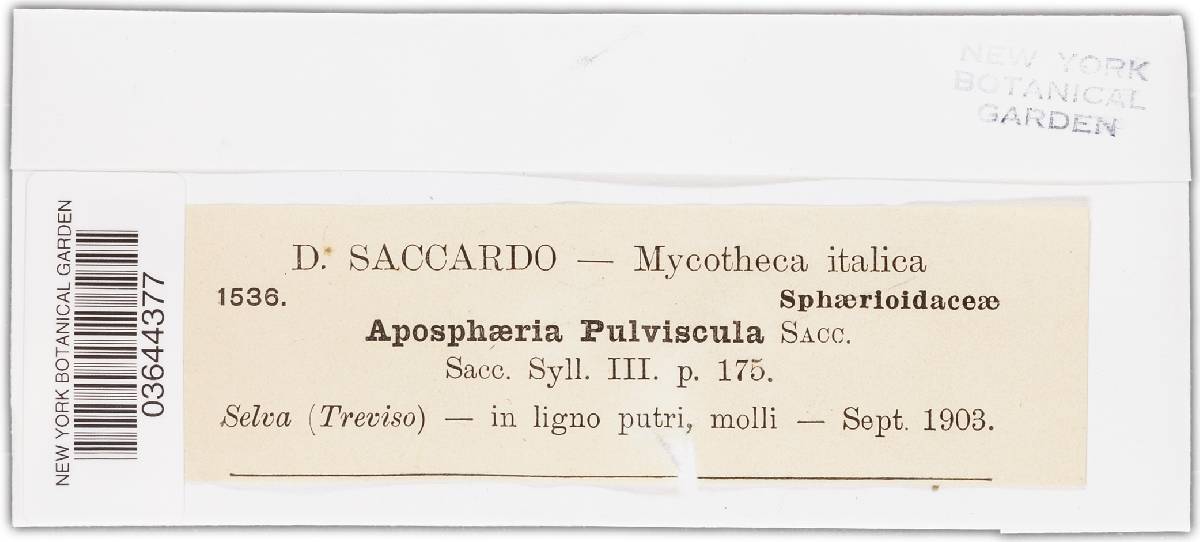 NEW YORK
BOTANICAL
GARDEN
NEW YORK BOTANICAL GARDEN
03644377
D. SACCARDO — Mycotheca italica
1536. Sphærioidaceæ
Aposphæria Pulviscula SACC.
Sacc. Syll. III. p. 175.
Selva (Treviso) — in ligno putri, molli — Sept. 1903.